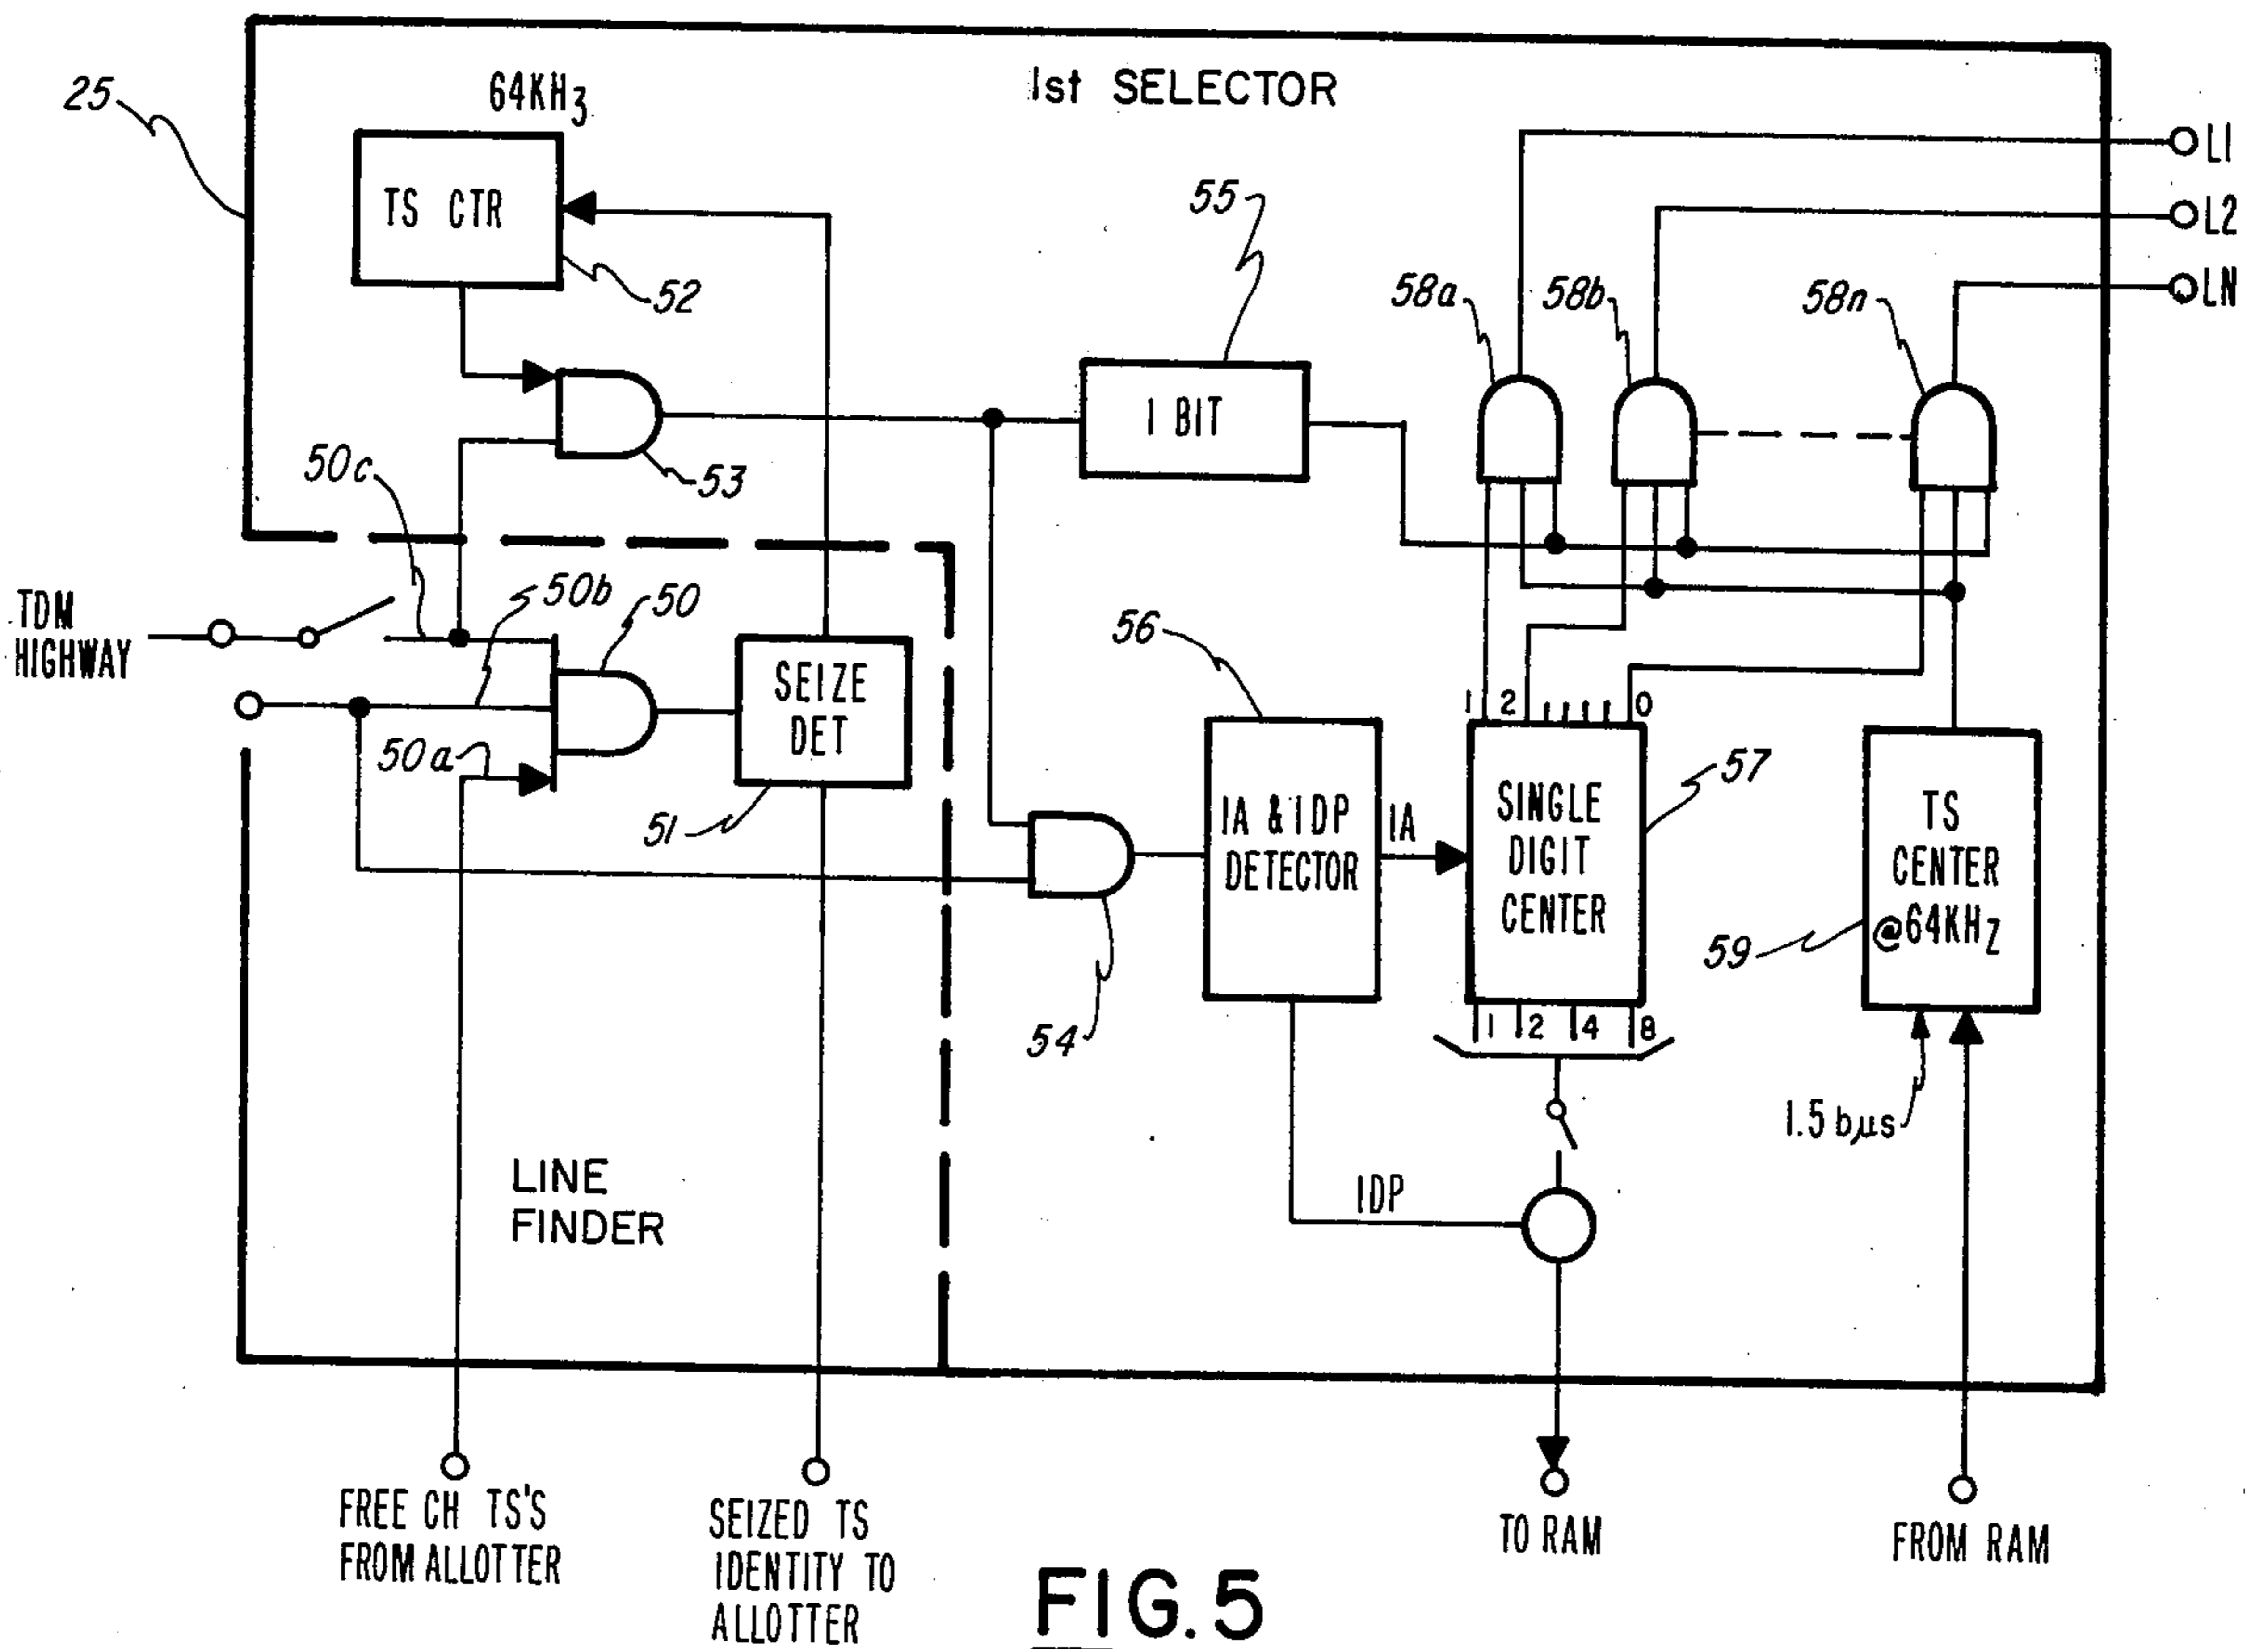 1st SELECTOR
25
64KH3
TS CTR
52
55
1 BIT
58a
58b
58n
L1
L2
LN
53
50c
TDM
HIGHWAY
50b
50
50a
SEIZE
DET
51
56
IA & IDP
DETECTOR
IA
1 2 0
SINGLE
DIGIT
CENTER
57
1 2 4 8
TS
CENTER
@64KHZ
59
54
1.5 bµs
IDP
LINE
FINDER
FREE CH TS'S
FROM ALLOTTER
SEIZED TS
IDENTITY TO
ALLOTTER
TO RAM
FROM RAM
FIG.5